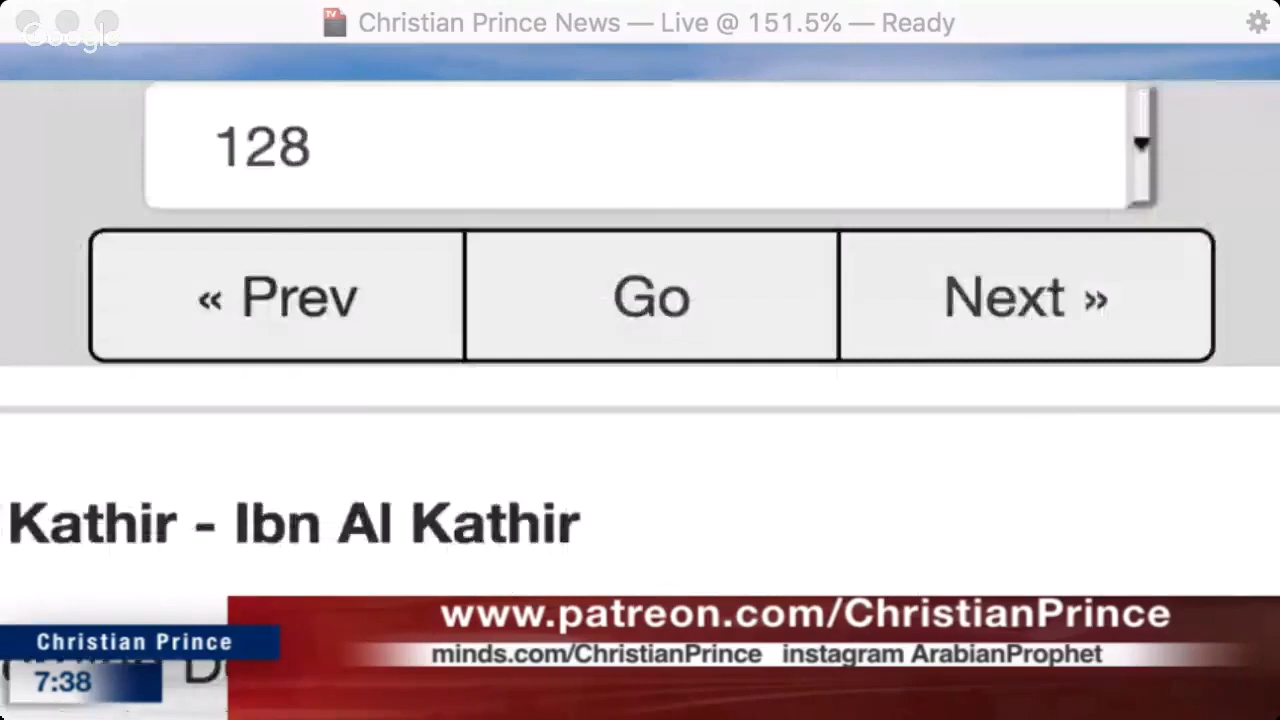 Christian Prince News — Live @ 151.5% — Ready
Google
128
« Prev
Go
Next »
Kathir - Ibn Al Kathir
www.patreon.com/ChristianPrince
Christian Prince
minds.com/ChristianPrince instagram ArabianProphet
7:38